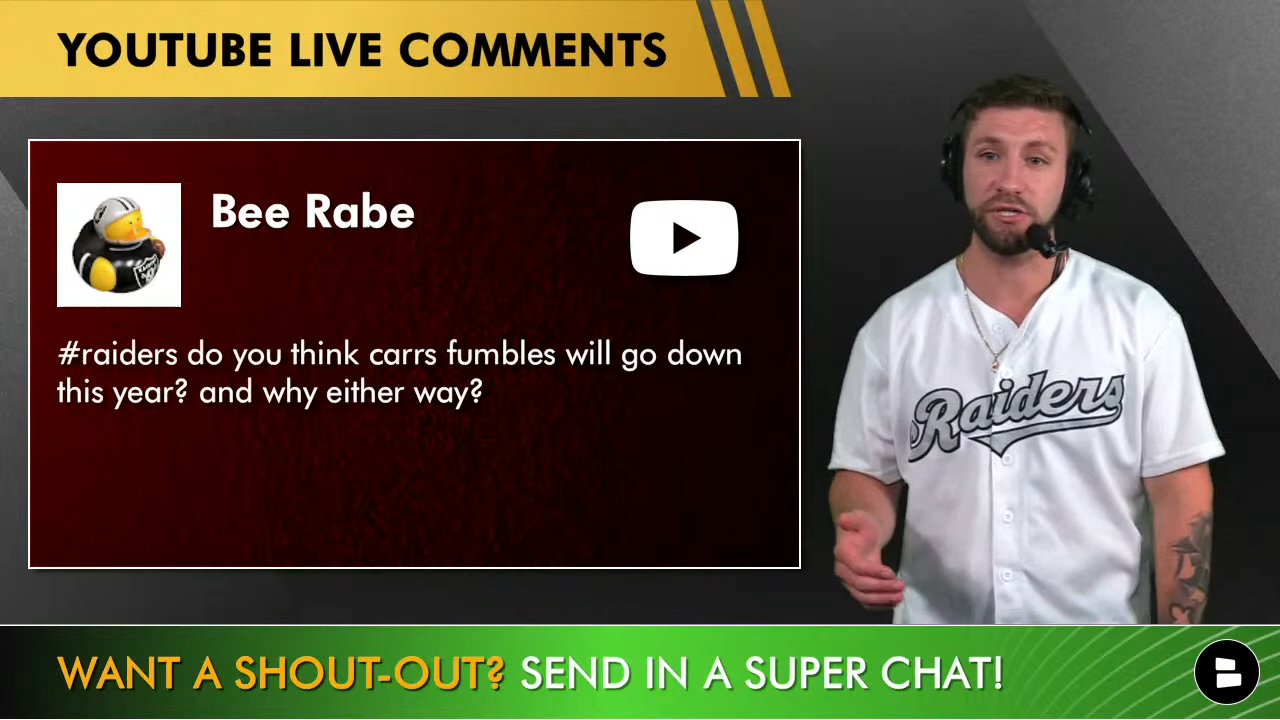 YOUTUBE LIVE COMMENTS
Bee Rabe
#raiders do you think carrs fumbles will go down
this year? and why either way?
Raiders
WANT A SHOUT-OUT? SEND IN A SUPER CHAT!